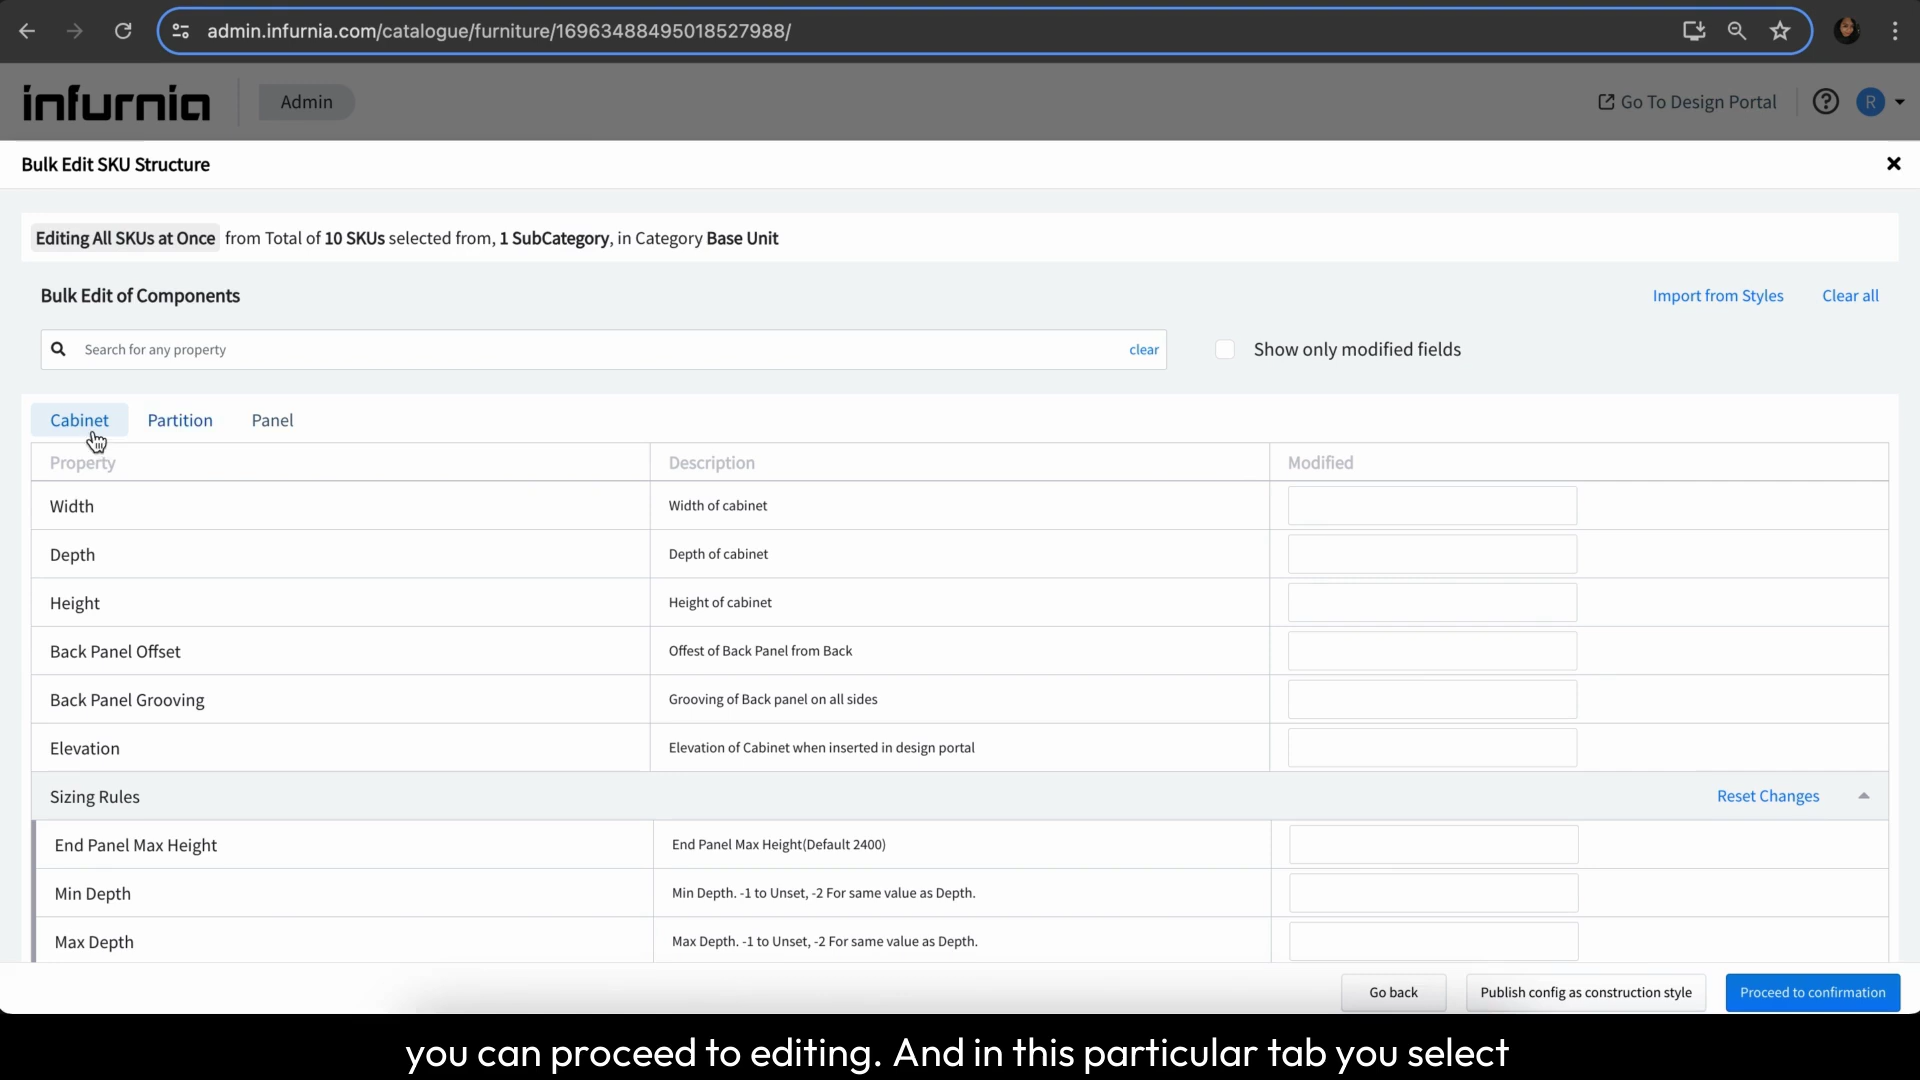 admin.infurnia.com/catalogue/furniture/16963488495018527988/
infurnia
Admin
Go To Design Portal
?
R
Bulk Edit SKU Structure
Editing All SKUs at Once from Total of 10 SKUs selected from, 1 SubCategory, in Category Base Unit
Bulk Edit of Components
Import from Styles
Clear all
Search for any property
clear
Show only modified fields
Cabinet
Partition
Panel
Property
Description
Modified
Width
Width of cabinet
Depth
Depth of cabinet
Height
Height of cabinet
Back Panel Offset
Offest of Back Panel from Back
Back Panel Grooving
Grooving of Back panel on all sides
Elevation
Elevation of Cabinet when inserted in design portal
Sizing Rules
Reset Changes
End Panel Max Height
End Panel Max Height(Default 2400)
Min Depth
Min Depth. -1 to Unset, -2 For same value as Depth.
Max Depth
Max Depth. -1 to Unset, -2 For same value as Depth.
Go back
Publish config as construction style
Proceed to confirmation
you can proceed to editing. And in this particular tab you select